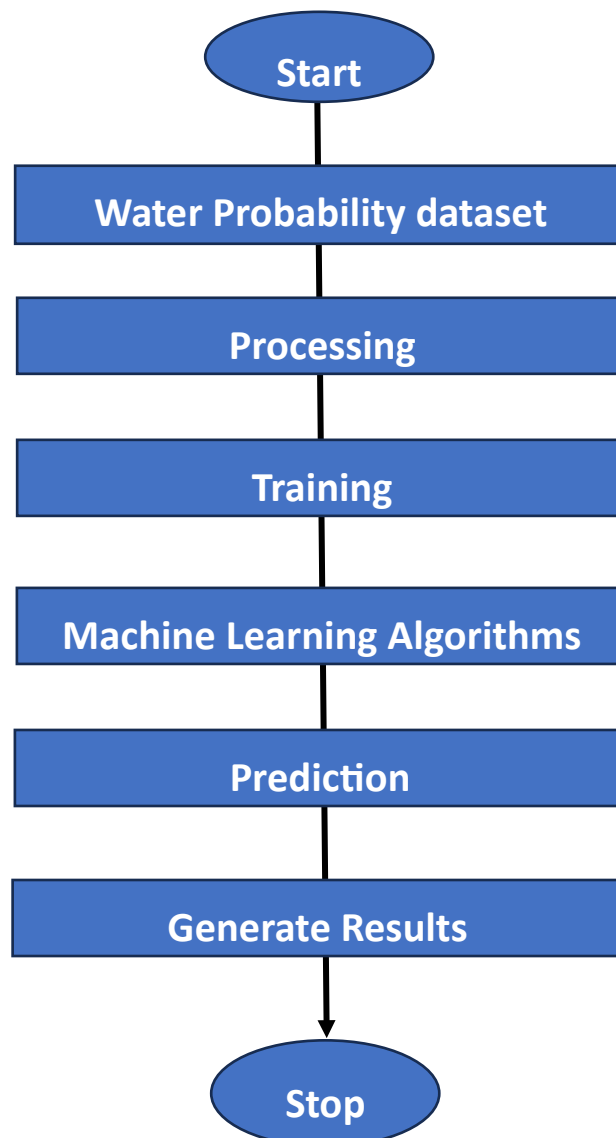 Start
Water Probability dataset
Processing
Training
Machine Learning Algorithms
Prediction
Generate Results
Stop